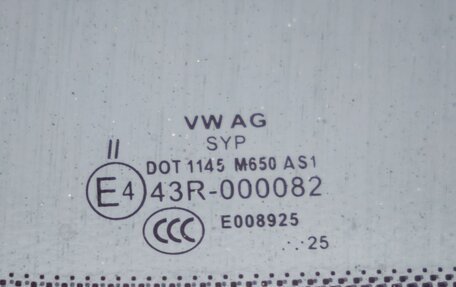 VW AG
SYP
II
DOT 1145 M650 AS1
E4 43R-000082
CCC E008925
..25